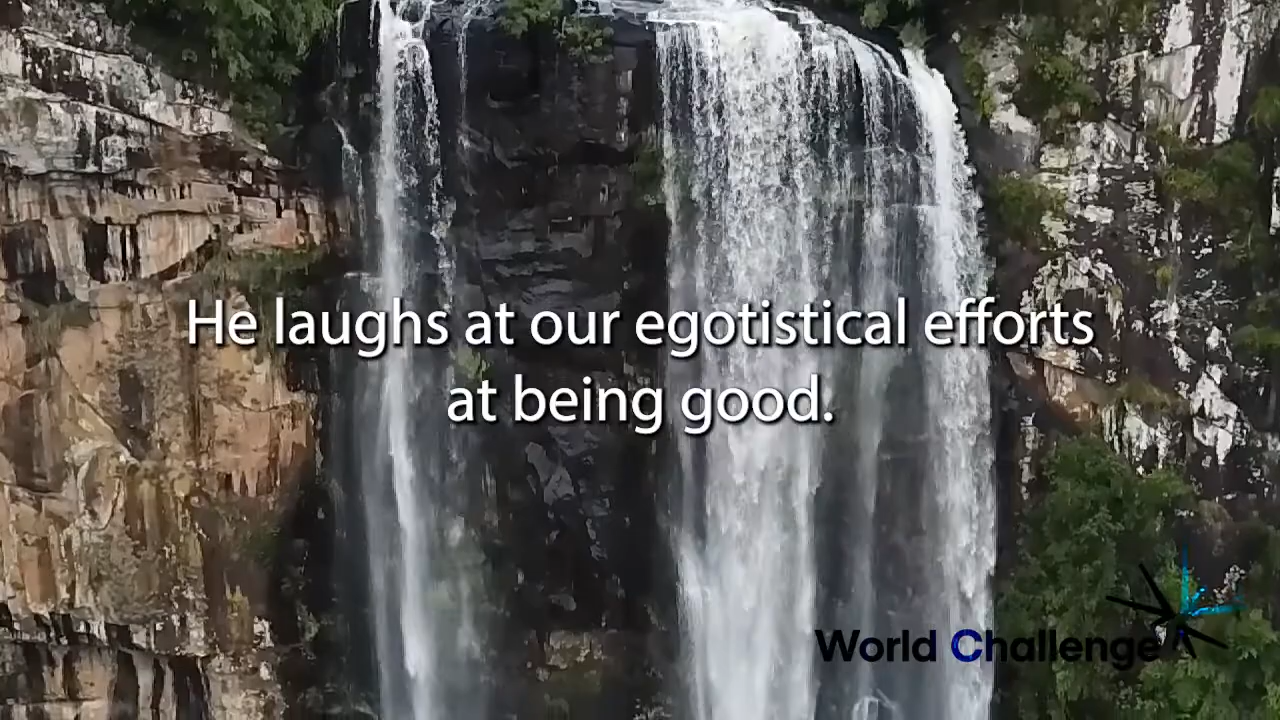 He laughs at our egotistical efforts
at being good.
World Challenge